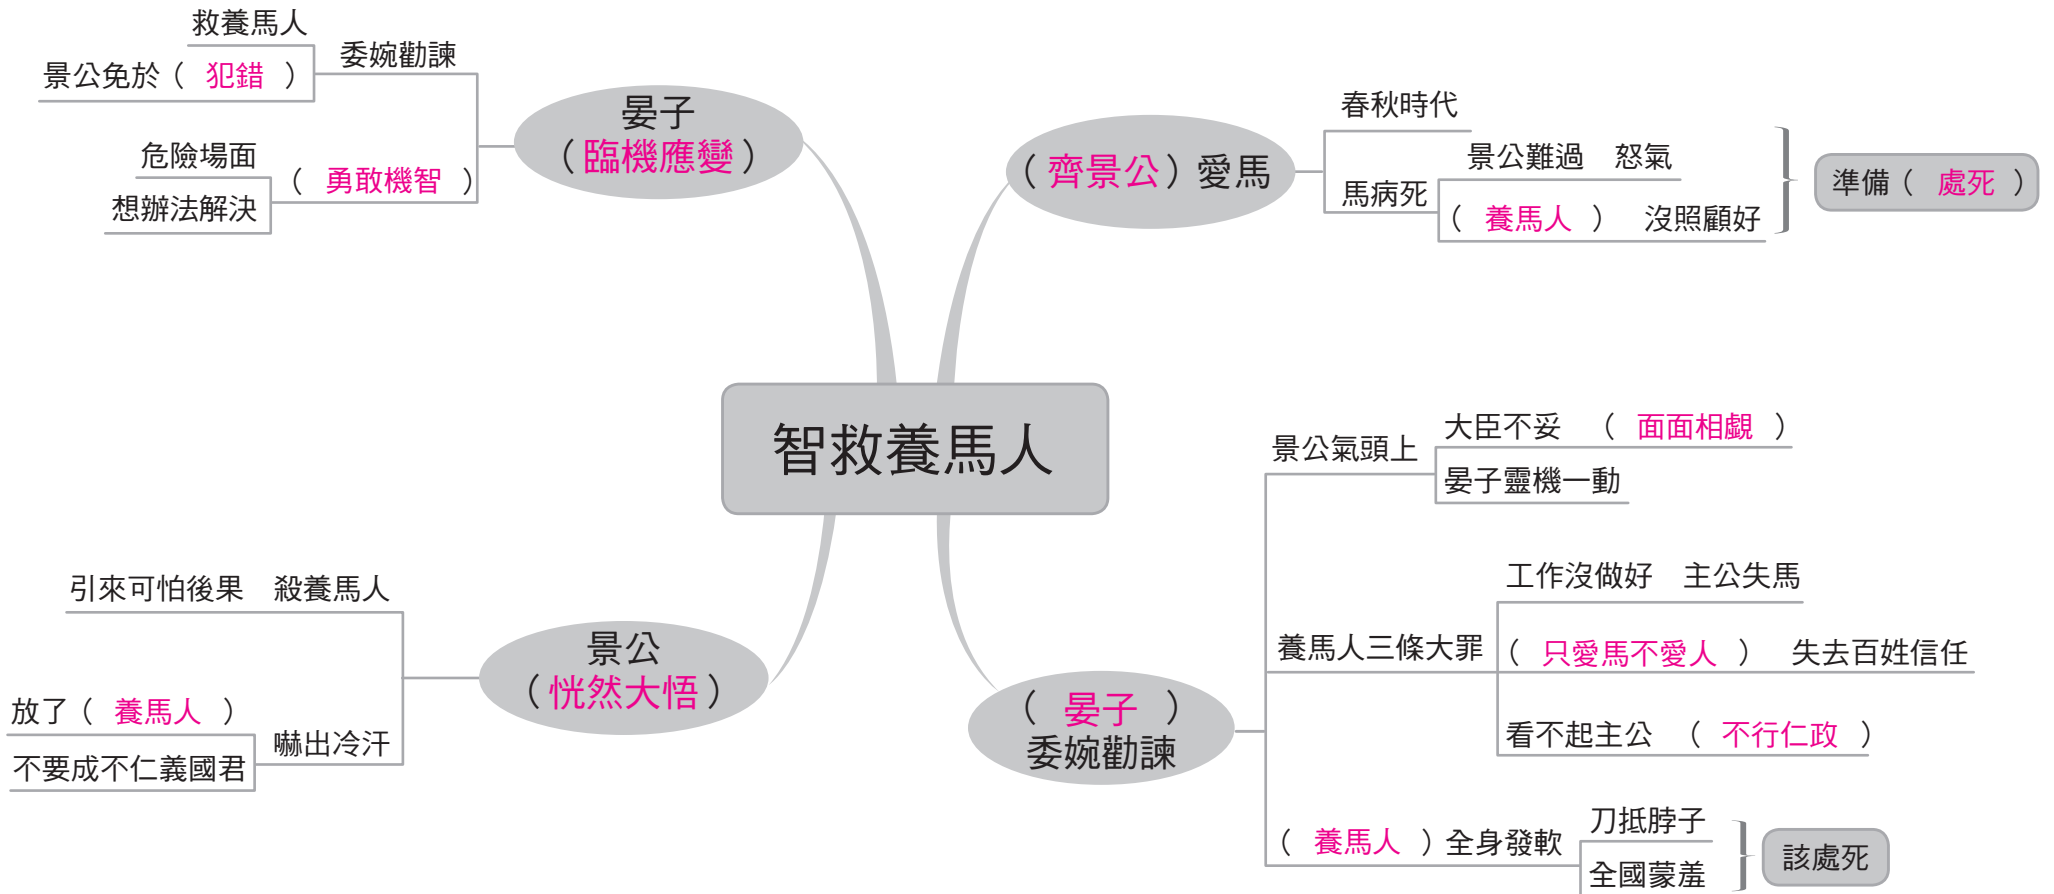 智救養馬人
（ 齊景公 ）愛馬
春秋時代
馬病死
景公難過　怒氣
（ 養馬人 ）　沒照顧好
準備（ 處死 ）
（ 晏子 ）
委婉勸諫
景公氣頭上
大臣不妥　（ 面面相覷 ）
晏子靈機一動
養馬人三條大罪
工作沒做好　主公失馬
（ 只愛馬不愛人 ）　失去百姓信任
看不起主公　（ 不行仁政 ）
（ 養馬人 ）全身發軟
刀抵脖子
全國蒙羞
該處死
景公
（ 恍然大悟 ）
引來可怕後果　殺養馬人
嚇出冷汗
放了（ 養馬人 ）
不要成不仁義國君
晏子
（ 臨機應變 ）
委婉勸諫
救養馬人
景公免於（ 犯錯 ）
（ 勇敢機智 ）
危險場面
想辦法解決